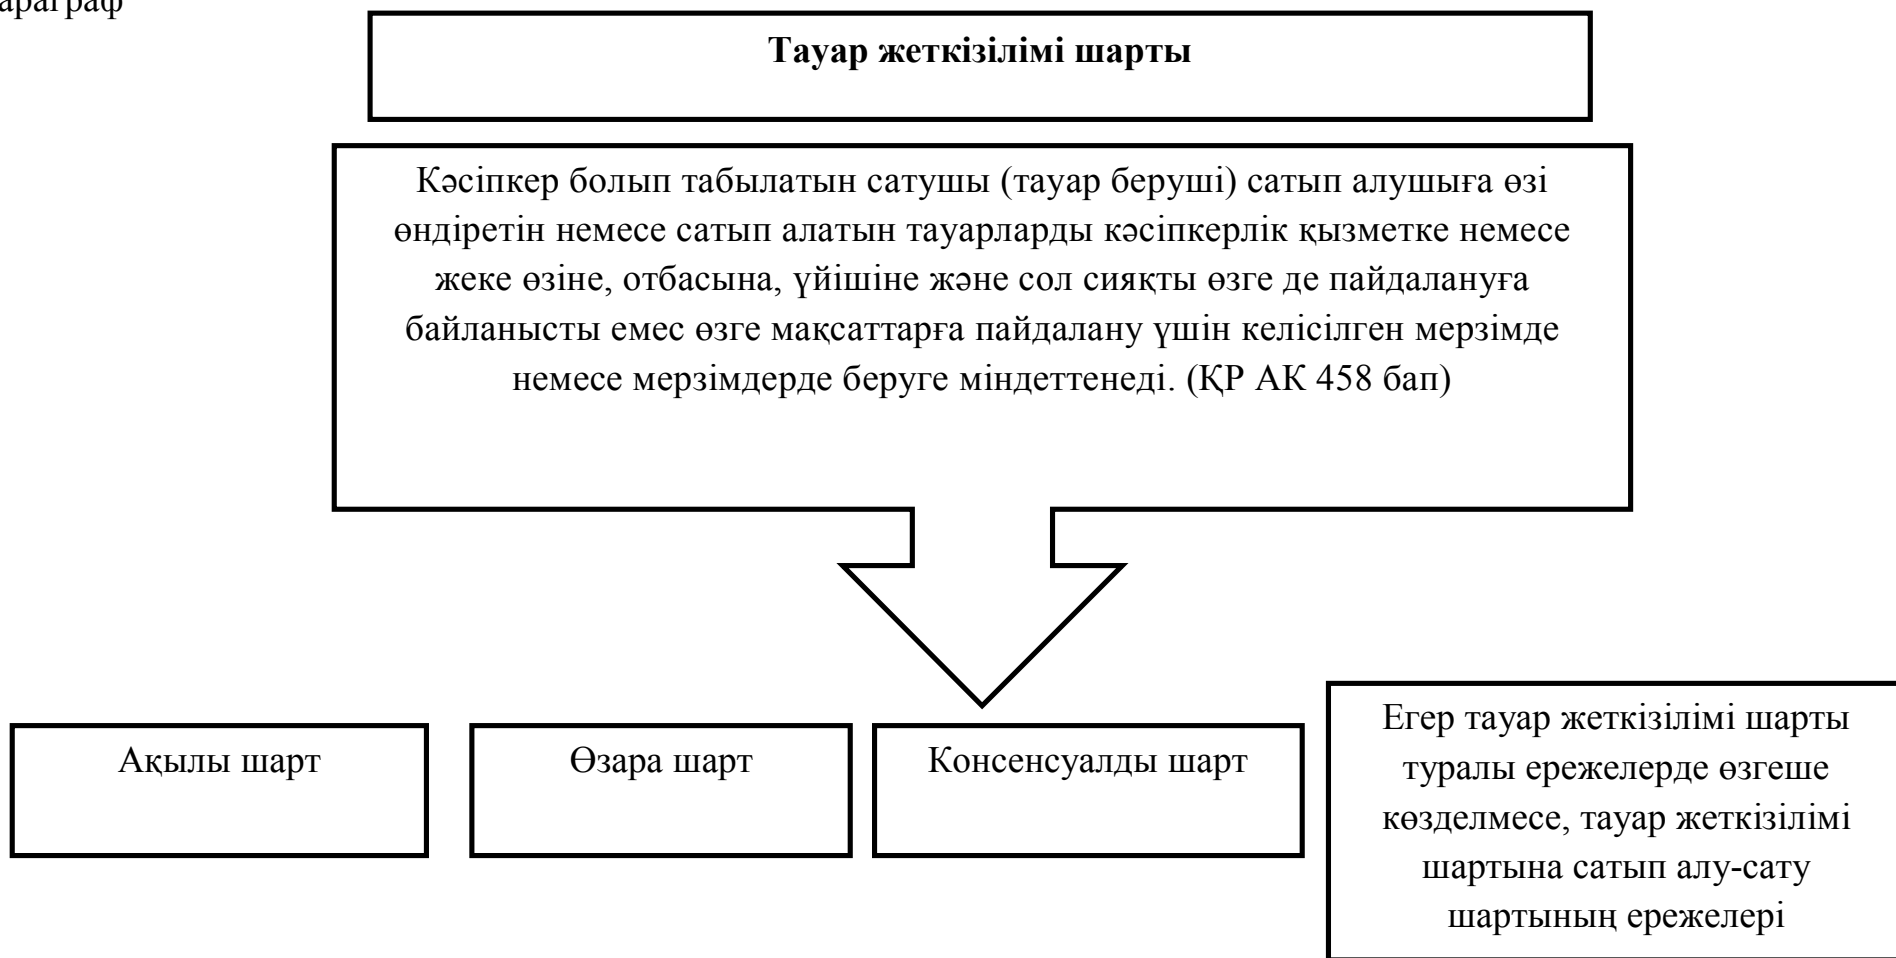 Тауар жеткізілімі шарты
Кәсіпкер болып табылатын сатушы (тауар беруші) сатып алушыға өзі
өндіретін немесе сатып алатын тауарларды кәсіпкерлік қызметке немесе
жеке өзіне, отбасына, үйішіне және сол сияқты өзге де пайдалануға
байланысты емес өзге мақсаттарға пайдалану үшін келісілген мерзімде
немесе мерзімдерде беруге міндеттенеді. (ҚР АК 458 бап)
Ақылы шарт
Өзара шарт
Консенсуалды шарт
Егер тауар жеткізілімі шарты
туралы ережелерде өзгеше
көзделмесе, тауар жеткізілімі
шартына сатып алу-сату
шартының ережелері